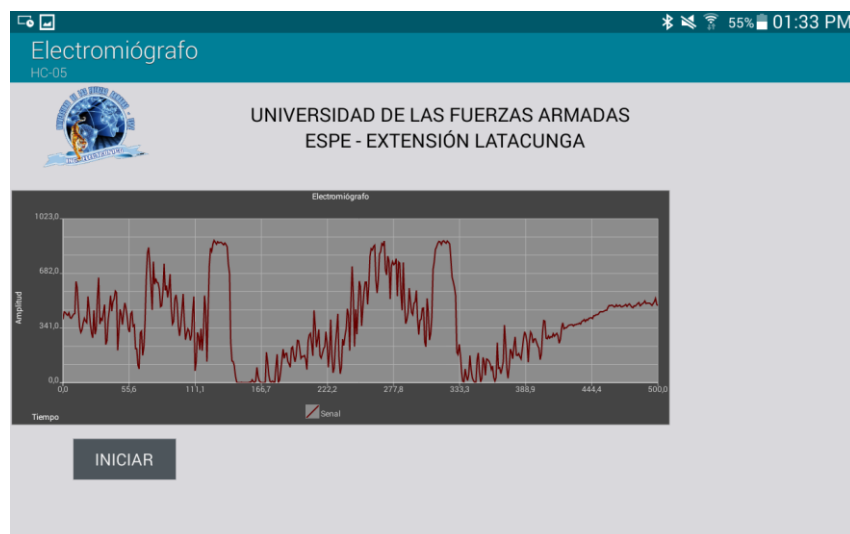 55% 01:33 PM
Electromiógrafo
HC-05
UNIVERSIDAD DE LAS FUERZAS ARMADAS
ESPE - EXTENSIÓN LATACUNGA
Electromiógrafo
1023,0
682,0
341,0
0,0
Amplitud
0,0 55,6 111,1 166,7 222,2 277,8 333,3 388,9 444,4 500,0
Tiempo
Senal
INICIAR